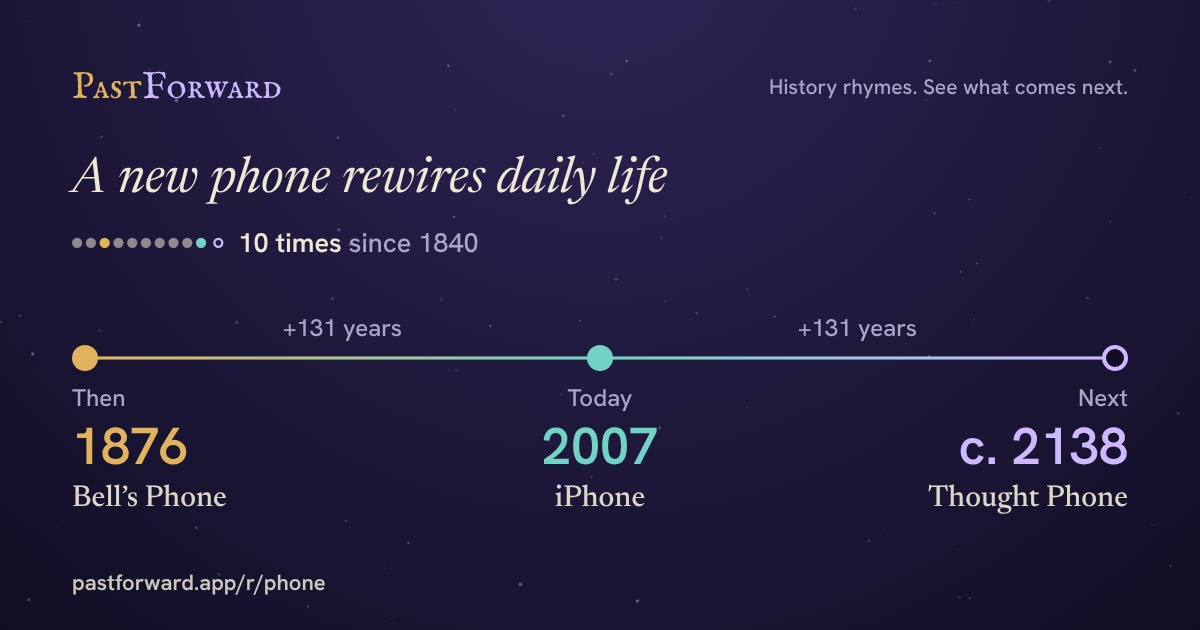 PastForward
History rhymes. See what comes next.
A new phone rewires daily life
10 times since 1840
+131 years
+131 years
Then
Today
Next
1876
2007
c. 2138
Bell’s Phone
iPhone
Thought Phone
pastforward.app/r/phone